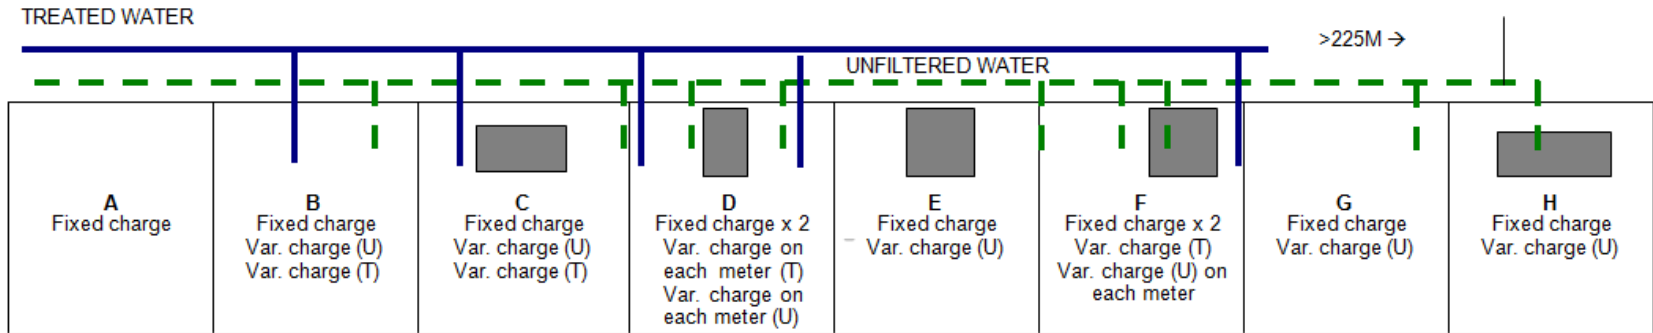 TREATED WATER
>225M →
UNFILTERED WATER
A
Fixed charge
B
Fixed charge
Var. charge (U)
Var. charge (T)
C
Fixed charge
Var. charge (U)
Var. charge (T)
D
Fixed charge x 2
Var. charge on
each meter (T)
Var. charge on
each meter (U)
E
Fixed charge
Var. charge (U)
F
Fixed charge x 2
Var. charge (T)
Var. charge (U) on
each meter
G
Fixed charge
Var. charge (U)
H
Fixed charge
Var. charge (U)